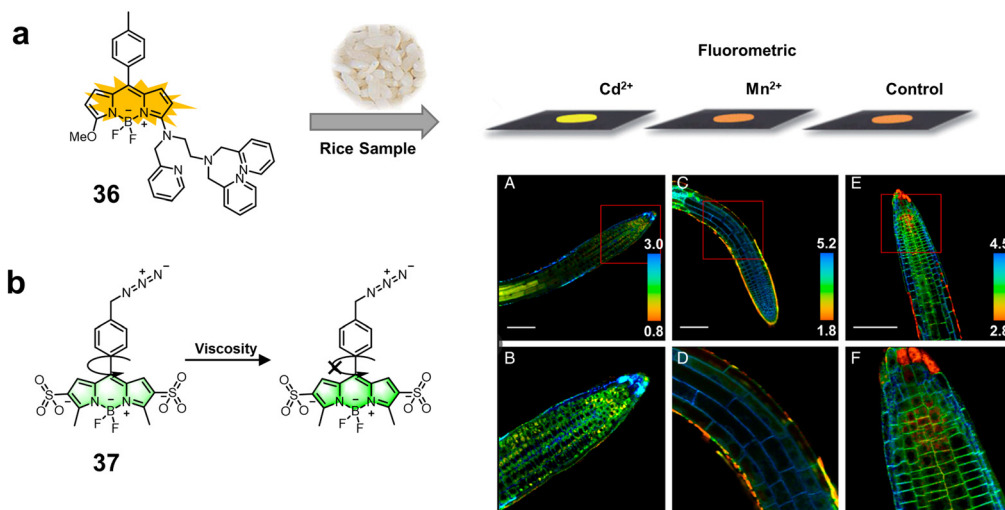 a
MeO
N
B
N
F
F
N
N
N
N
N
36
Rice Sample
Fluorometric
Cd²⁺
Mn²⁺
Control
b
N=N=N
+
−
N
B
N
F
F
O
S
O
O
O
S
O
O
37
Viscosity
N=N=N
+
−
N
B
N
F
F
O
S
O
O
O
S
O
O
A
3.0
0.8
C
5.2
1.8
E
4.5
2.8
B
D
F